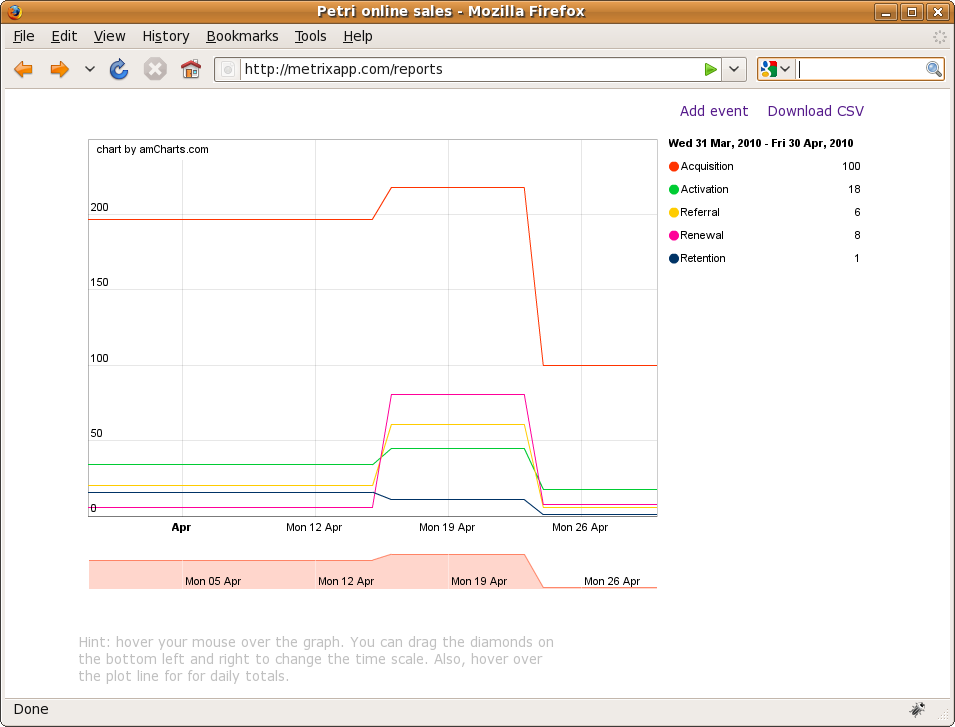 Petri online sales - Mozilla Firefox
File Edit View History Bookmarks Tools Help
http://metrixapp.com/reports
Add event Download CSV
chart by amCharts.com
Wed 31 Mar, 2010 - Fri 30 Apr, 2010
Acquisition 100
Activation 18
Referral 6
Renewal 8
Retention 1
200
150
100
50
0
Apr Mon 12 Apr Mon 19 Apr Mon 26 Apr
Mon 05 Apr Mon 12 Apr Mon 19 Apr Mon 26 Apr
Hint: hover your mouse over the graph. You can drag the diamonds on
the bottom left and right to change the time scale. Also, hover over
the plot line for for daily totals.
Done